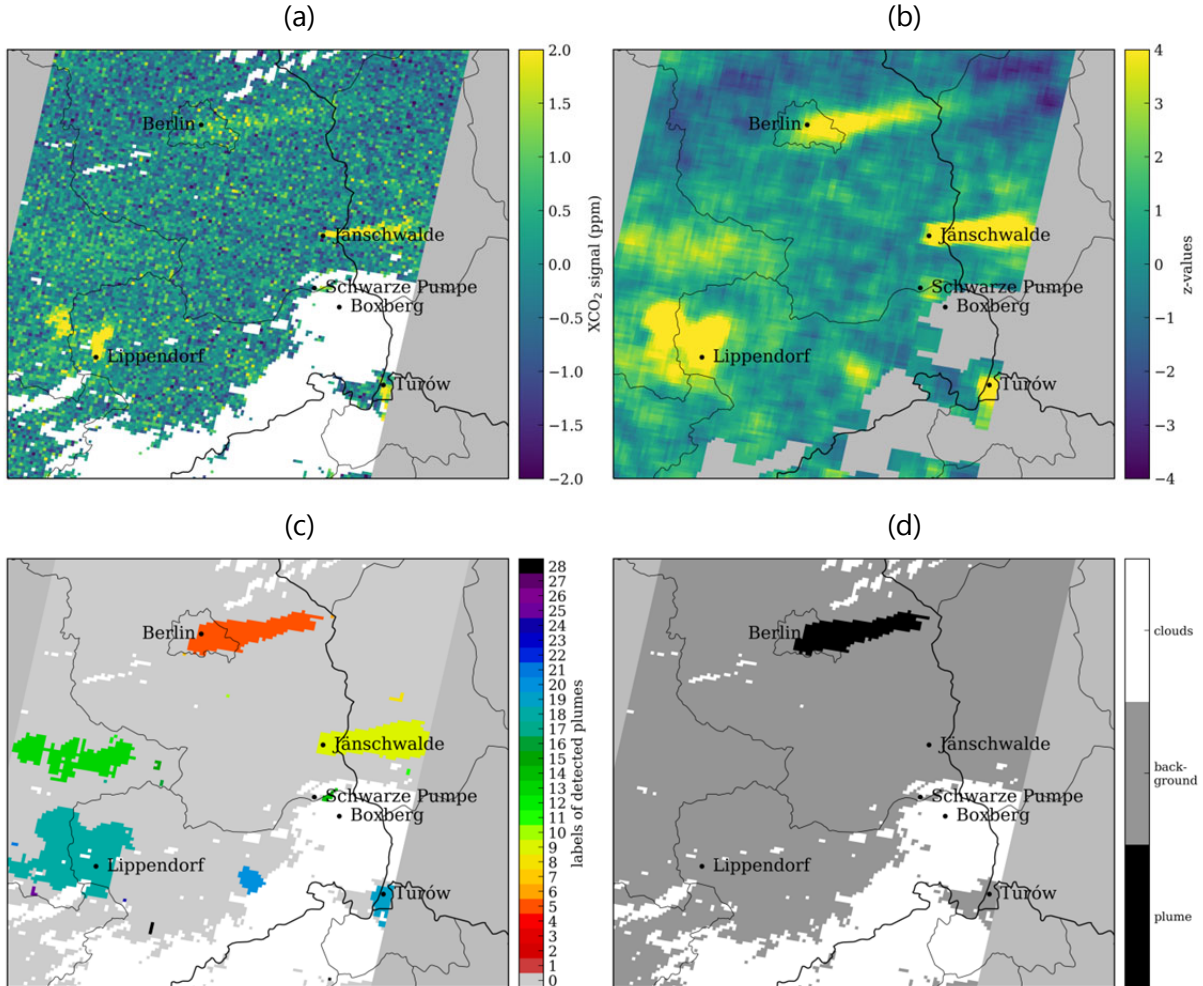 (a)
Berlin
Jänschwalde
Schwarze Pumpe
Boxberg
Lippendorf
Turów
2.0
1.5
1.0
0.5
0.0
−0.5
−1.0
−1.5
−2.0
XCO₂ signal (ppm)
(b)
Berlin
Jänschwalde
Schwarze Pumpe
Boxberg
Lippendorf
Turów
4
3
2
1
0
−1
−2
−3
−4
z-values
(c)
Berlin
Jänschwalde
Schwarze Pumpe
Boxberg
Lippendorf
Turów
28
27
26
25
24
23
22
21
20
19
18
17
16
15
14
13
12
11
10
9
8
7
6
5
4
3
2
1
0
labels of detected plumes
(d)
Berlin
Jänschwalde
Schwarze Pumpe
Boxberg
Lippendorf
Turów
clouds
back-
ground
plume